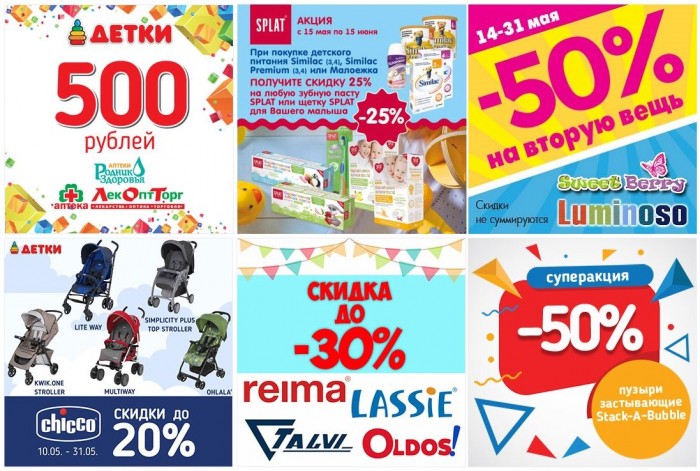 ДЕТКИ
500
рублей
АПТЕКИ
Родник
Здоровья
аптека
ЛекОптТорг
•ЛЕКАРСТВА•ОПТИКА•ТОРГОВЛЯ•
SPLAT
АКЦИЯ
с 15 мая по 15 июня
При покупке детского
питания Similac (3,4), Similac
Premium (3,4) или Малоежка
ПОЛУЧИТЕ СКИДКУ 25%
на любую зубную пасту
SPLAT или щетку SPLAT
для Вашего малыша
Similac
-25%
14-31 мая
-50%
на вторую вещь
Sweet Berry
Скидки
не суммируются
Luminoso
ДЕТКИ
LITE WAY
SIMPLICITY PLUS
TOP STROLLER
KWIK.ONE
STROLLER
MULTIWAY
OHLALA'
chicco
10.05. - 31.05.
СКИДКИ ДО
20%
СКИДКА
ДО
-30%
reima
LASSIE
TALVI
OLDOS!
суперакция
-50%
пузыри
застывающие
Stack-A-Bubble